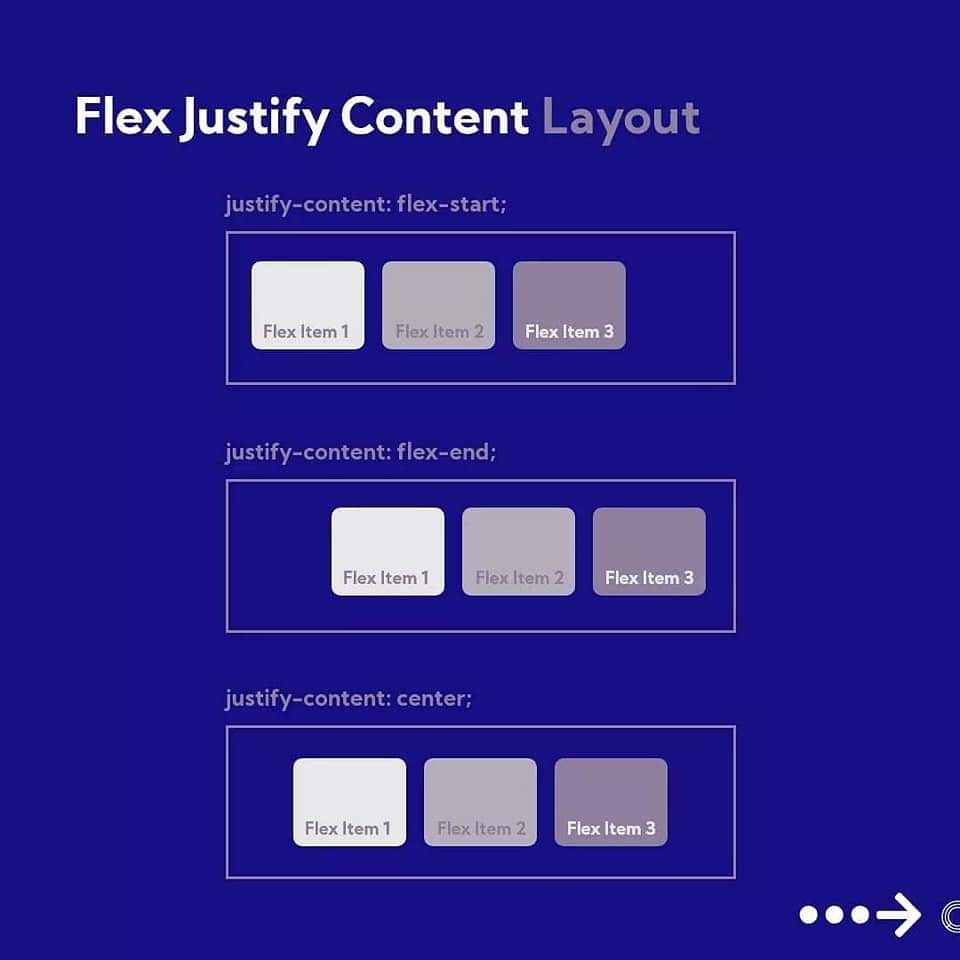 Flex Justify Content Layout
justify-content: flex-start;
Flex Item 1 Flex Item 2 Flex Item 3
justify-content: flex-end;
Flex Item 1 Flex Item 2 Flex Item 3
justify-content: center;
Flex Item 1 Flex Item 2 Flex Item 3